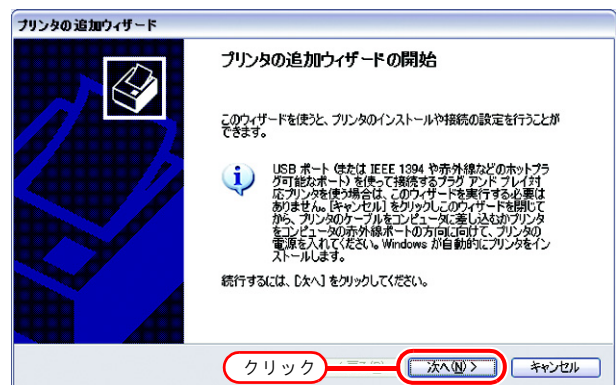 プリンタの追加ウィザード
プリンタの追加ウィザードの開始
このウィザードを使うと、プリンタのインストールや接続の設定を行うことが
できます。
USB ポート (または IEEE 1394 や赤外線などのホットプラ
グ可能なポート) を使って接続するプラグ アンド プレイ対
応プリンタを使う場合は、このウィザードを実行する必要は
ありません。[キャンセル] をクリックしこのウィザードを閉じて
から、プリンタのケーブルをコンピュータに差し込むかプリンタ
をコンピュータの赤外線ポートの方向に向けて、プリンタの
電源を入れてください。Windows が自動的にプリンタをイン
ストールします。
続行するには、[次へ] をクリックしてください。
クリック
次へ(N) >
キャンセル